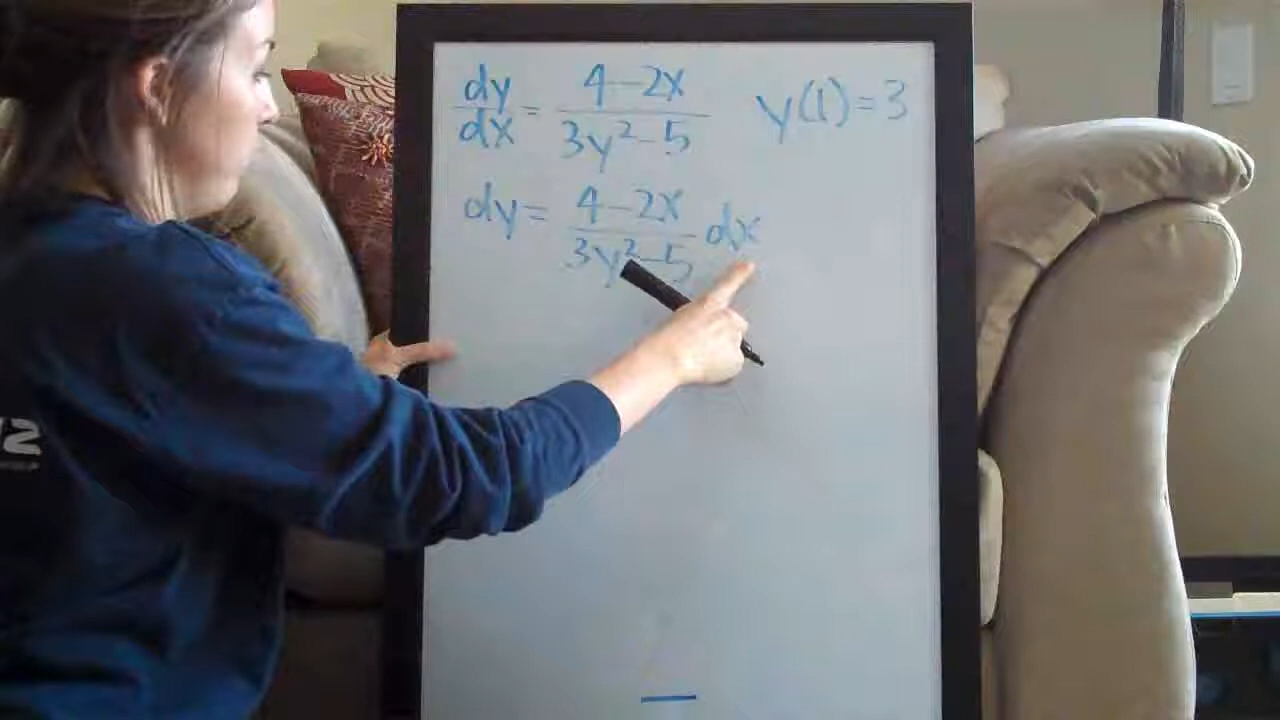 dy/dx = (4-2x)/(3y²-5) y(1)=3
dy = (4-2x)/(3y²-5) dx